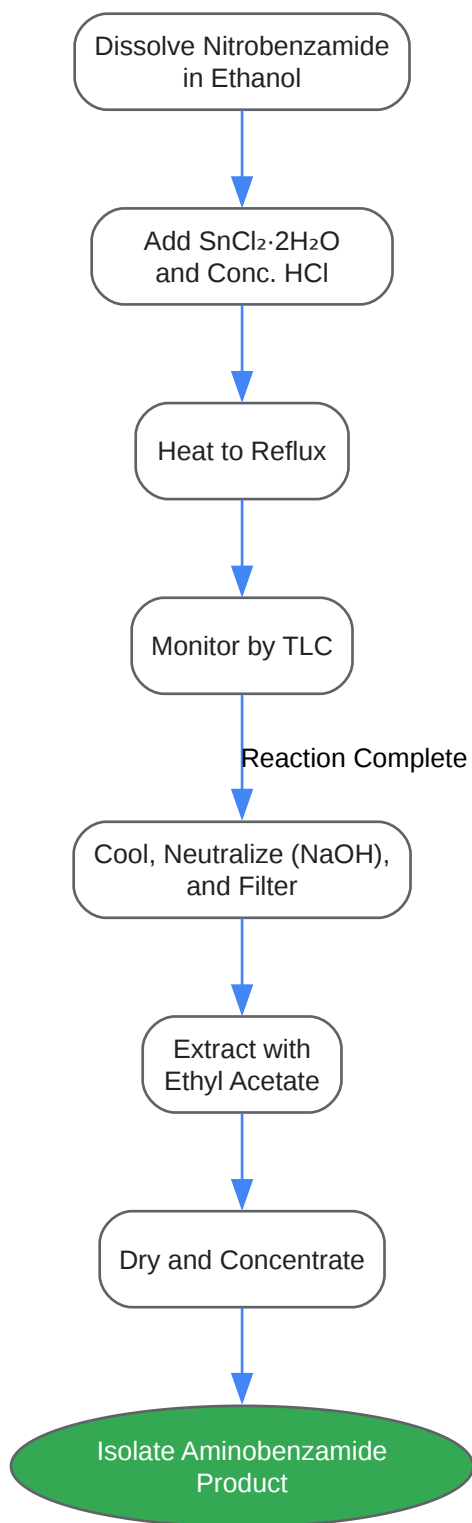 Dissolve Nitrobenzamide
in Ethanol
Add SnCl₂·2H₂O
and Conc. HCl
Heat to Reflux
Monitor by TLC
Reaction Complete
Cool, Neutralize (NaOH),
and Filter
Extract with
Ethyl Acetate
Dry and Concentrate
Isolate Aminobenzamide
Product